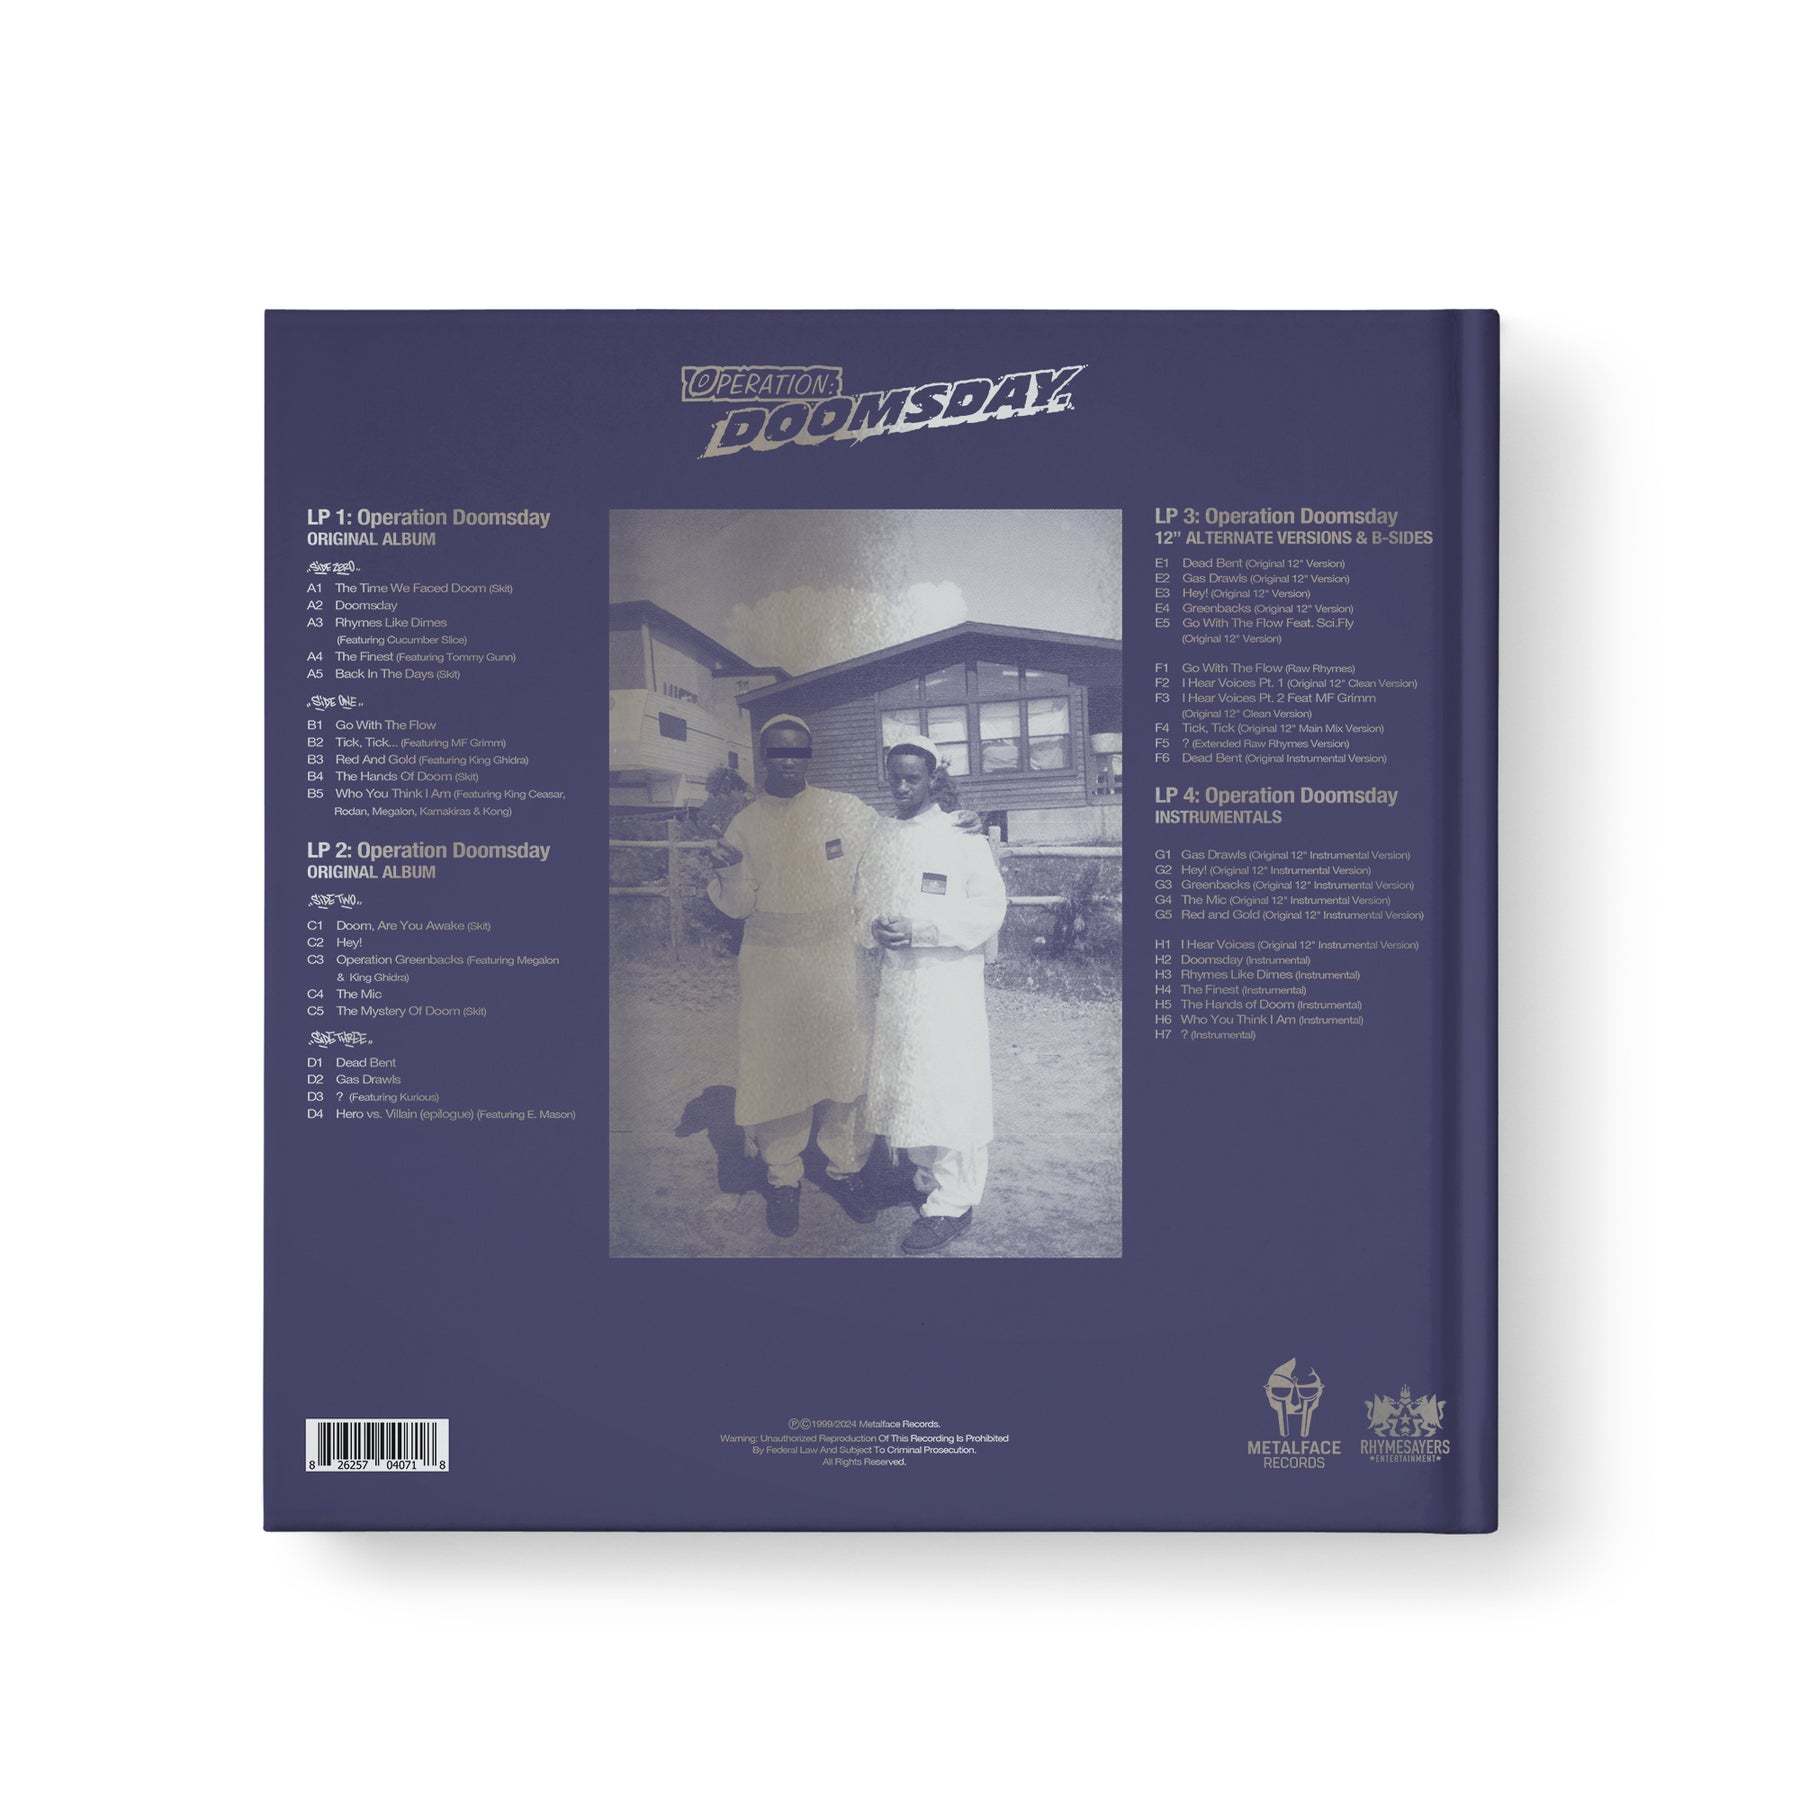 OPERATION:
DOOMSDAY.
LP 1: Operation Doomsday
ORIGINAL ALBUM
"SIDE ZERO"
A1 The Time We Faced Doom (Skit)
A2 Doomsday
A3 Rhymes Like Dimes
(Featuring Cucumber Slice)
A4 The Finest (Featuring Tommy Gunn)
A5 Back In The Days (Skit)
"SIDE ONE"
B1 Go With The Flow
B2 Tick, Tick... (Featuring MF Grimm)
B3 Red And Gold (Featuring King Ghidra)
B4 The Hands Of Doom (Skit)
B5 Who You Think I Am (Featuring King Ceasar,
Rodan, Megalon, Kamakiras & Kong)
LP 2: Operation Doomsday
ORIGINAL ALBUM
"SIDE TWO"
C1 Doom, Are You Awake (Skit)
C2 Hey!
C3 Operation Greenbacks (Featuring Megalon
& King Ghidra)
C4 The Mic
C5 The Mystery Of Doom (Skit)
"SIDE THREE"
D1 Dead Bent
D2 Gas Drawls
D3 ? (Featuring Kurious)
D4 Hero vs. Villain (epilogue) (Featuring E. Mason)
LP 3: Operation Doomsday
12” ALTERNATE VERSIONS & B-SIDES
E1 Dead Bent (Original 12" Version)
E2 Gas Drawls (Original 12" Version)
E3 Hey! (Original 12" Version)
E4 Greenbacks (Original 12" Version)
E5 Go With The Flow Feat. Sci.Fly
(Original 12" Version)
F1 Go With The Flow (Raw Rhymes)
F2 I Hear Voices Pt. 1 (Original 12" Clean Version)
F3 I Hear Voices Pt. 2 Feat MF Grimm
(Original 12" Clean Version)
F4 Tick, Tick (Original 12" Main Mix Version)
F5 ? (Extended Raw Rhymes Version)
F6 Dead Bent (Original Instrumental Version)
LP 4: Operation Doomsday
INSTRUMENTALS
G1 Gas Drawls (Original 12" Instrumental Version)
G2 Hey! (Original 12" Instrumental Version)
G3 Greenbacks (Original 12" Instrumental Version)
G4 The Mic (Original 12" Instrumental Version)
G5 Red and Gold (Original 12" Instrumental Version)
H1 I Hear Voices (Original 12" Instrumental Version)
H2 Doomsday (Instrumental)
H3 Rhymes Like Dimes (Instrumental)
H4 The Finest (Instrumental)
H5 The Hands of Doom (Instrumental)
H6 Who You Think I Am (Instrumental)
H7 ? (Instrumental)
8 26257 04071 8
℗©1999/2024 Metalface Records.
Warning: Unauthorized Reproduction Of This Recording Is Prohibited
By Federal Law And Subject To Criminal Prosecution.
All Rights Reserved.
METALFACE
RECORDS
RHYMESAYERS
★ENTERTAINMENT★